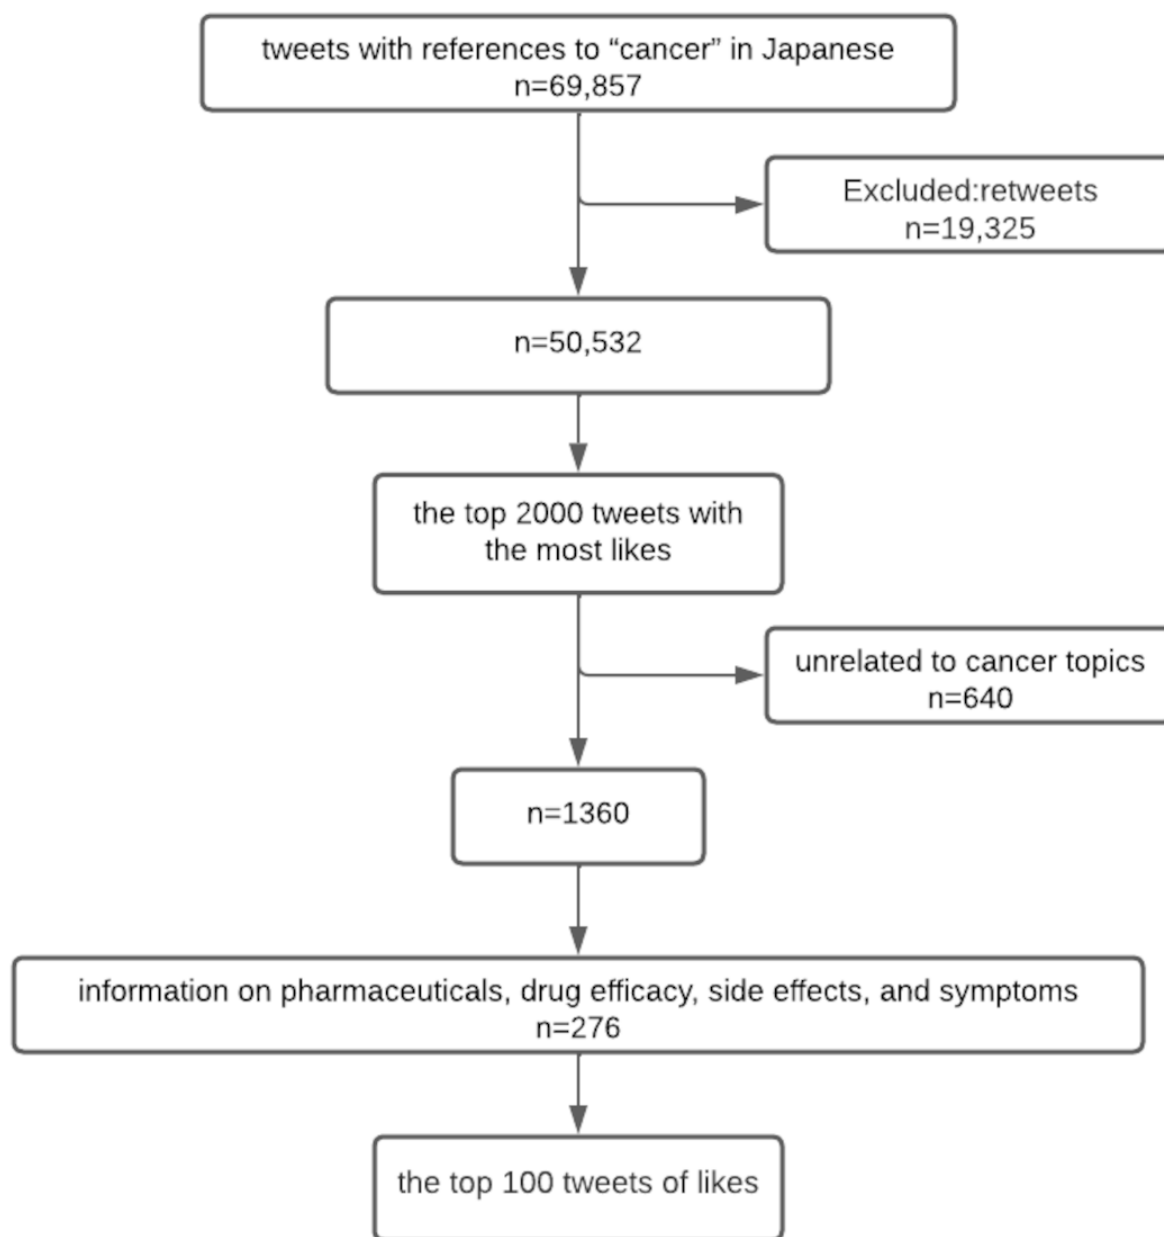 tweets with references to “cancer” in Japanese
n=69,857
Excluded:retweets
n=19,325
n=50,532
the top 2000 tweets with
the most likes
unrelated to cancer topics
n=640
n=1360
information on pharmaceuticals, drug efficacy, side effects, and symptoms
n=276
the top 100 tweets of likes